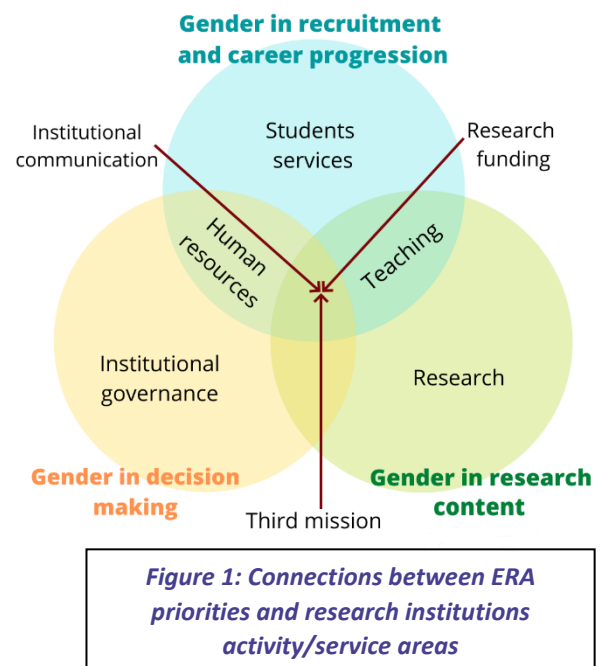 Gender in recruitment
and career progression
Institutional
communication
Students
services
Research
funding
Human
resources
Teaching
Institutional
governance
Research
Gender in decision
making
Gender in research
content
Third mission
Figure 1: Connections between ERA
priorities and research institutions
activity/service areas